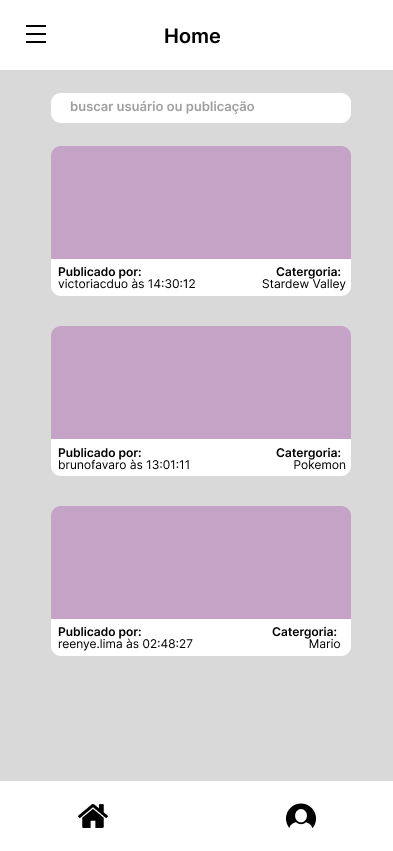 Home
buscar usuário ou publicação
Publicado por:
victoriacduo às 14:30:12
Catergoria:
Stardew Valley
Publicado por:
brunofavaro às 13:01:11
Catergoria:
Pokemon
Publicado por:
reenye.lima às 02:48:27
Catergoria:
Mario